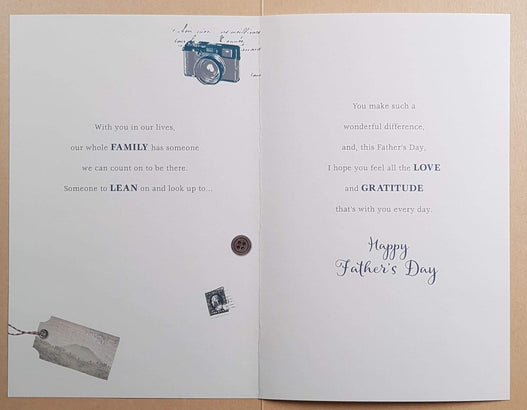 With you in our lives,
our whole FAMILY has someone
we can count on to be there.
Someone to LEAN on and look up to...
You make such a
wonderful difference,
and, this Father's Day,
I hope you feel all the LOVE
and GRATITUDE
that's with you every day.
Happy
Father's Day